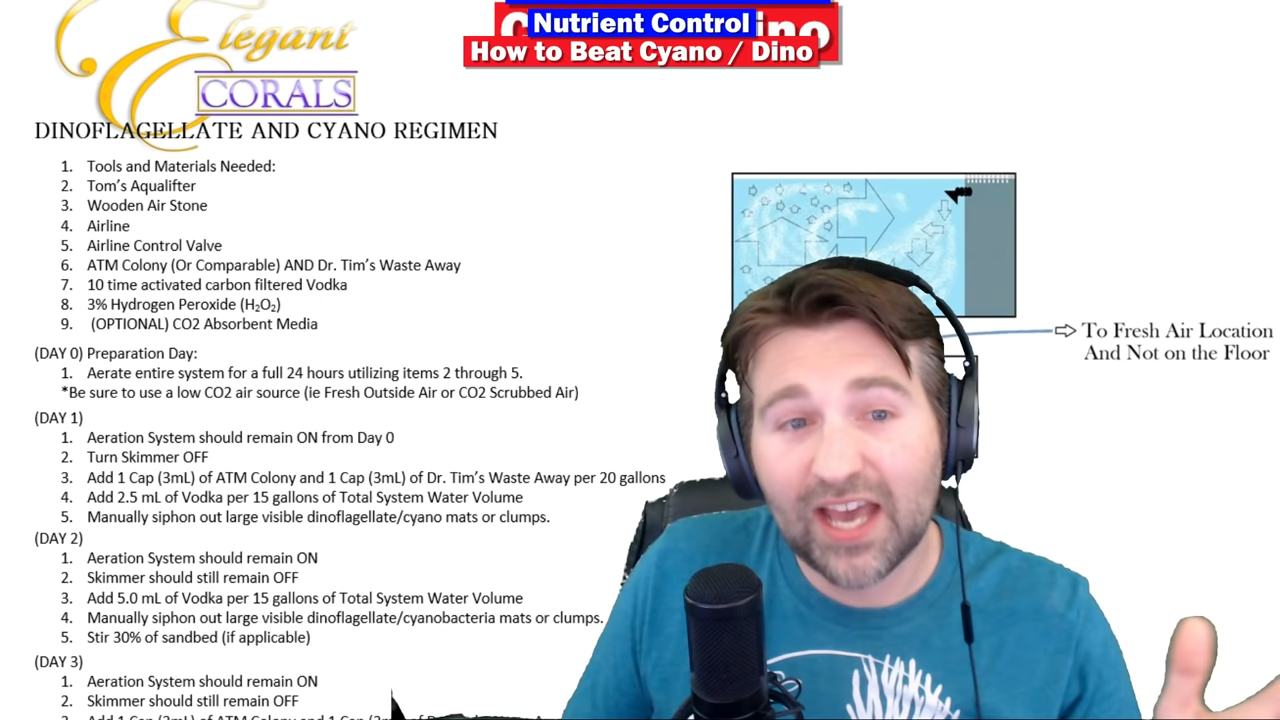 Nutrient Control
How to Beat Cyano / Dino
Elegant
CORALS
DINOFLAGELLATE AND CYANO REGIMEN
1. Tools and Materials Needed:
2. Tom's Aqualifter
3. Wooden Air Stone
4. Airline
5. Airline Control Valve
6. ATM Colony (Or Comparable) AND Dr. Tim's Waste Away
7. 10 time activated carbon filtered Vodka
8. 3% Hydrogen Peroxide (H₂O₂)
9. (OPTIONAL) CO2 Absorbent Media
To Fresh Air Location
And Not on the Floor
(DAY 0) Preparation Day:
1. Aerate entire system for a full 24 hours utilizing items 2 through 5.
*Be sure to use a low CO2 air source (ie Fresh Outside Air or CO2 Scrubbed Air)
(DAY 1)
1. Aeration System should remain ON from Day 0
2. Turn Skimmer OFF
3. Add 1 Cap (3mL) of ATM Colony and 1 Cap (3mL) of Dr. Tim's Waste Away per 20 gallons
4. Add 2.5 mL of Vodka per 15 gallons of Total System Water Volume
5. Manually siphon out large visible dinoflagellate/cyano mats or clumps.
(DAY 2)
1. Aeration System should remain ON
2. Skimmer should still remain OFF
3. Add 5.0 mL of Vodka per 15 gallons of Total System Water Volume
4. Manually siphon out large visible dinoflagellate/cyanobacteria mats or clumps.
5. Stir 30% of sandbed (if applicable)
(DAY 3)
1. Aeration System should remain ON
2. Skimmer should still remain OFF
3. Add 1 Cap (3mL) of ATM Colony and 1 Cap